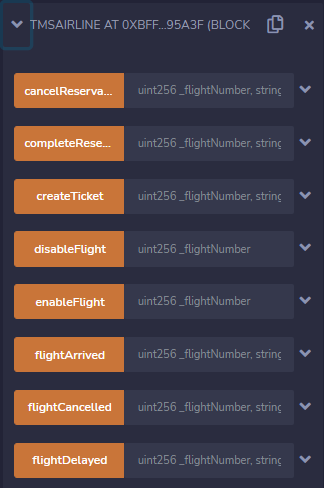 TMSAIRLINE AT 0XBFF...95A3F (BLOCK
cancelReserva... uint256 _flightNumber, string
completeRese... uint256 _flightNumber, string
createTicket uint256 _flightNumber, string
disableFlight uint256 _flightNumber
enableFlight uint256 _flightNumber
flightArrived uint256 _flightNumber, string
flightCancelled uint256 _flightNumber, string
flightDelayed uint256 _flightNumber, string